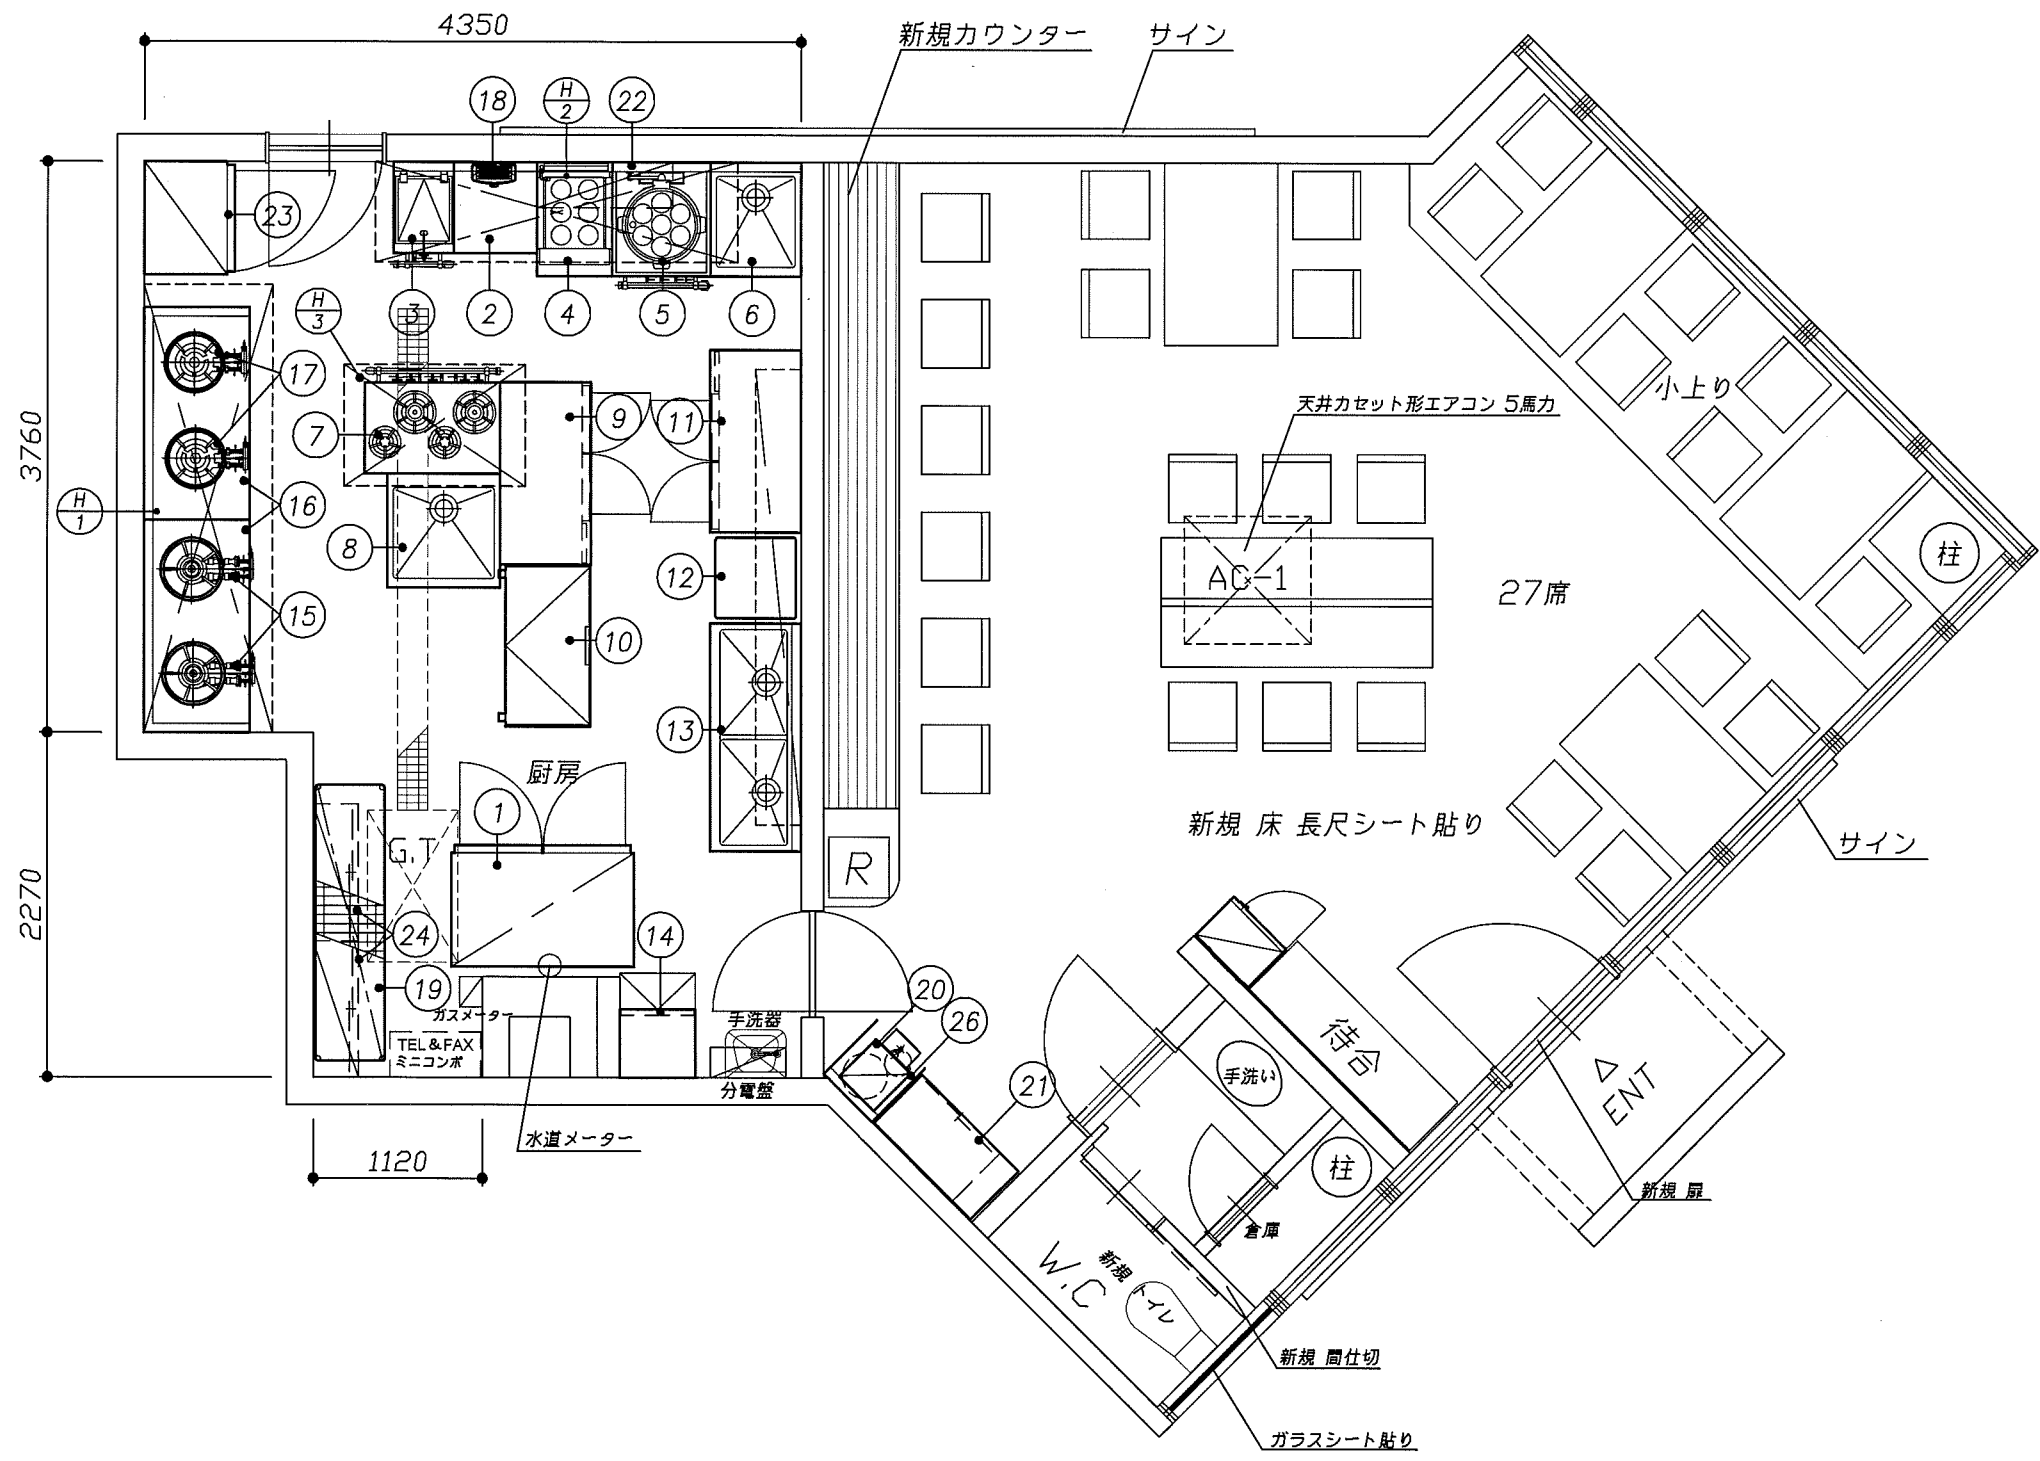 4350
新規カウンター
サイン
18
H
2
22
23
3
2
4
5
6
H
3
17
7
9
11
小上り
天井カセット形エアコン 5馬力
3760
H
1
16
8
12
柱
AC-1
27席
15
10
13
厨房
1
新規 床 長尺シート貼り
サイン
G.T
R
2270
24
14
19
20
26
ガスメーター
手洗器
TEL&FAX
ミニコンポ
分電盤
待合
手洗い
21
ENT
水道メーター
1120
柱
新規 扉
倉庫
W.C
新規
トイレ
新規 間仕切
ガラスシート貼り